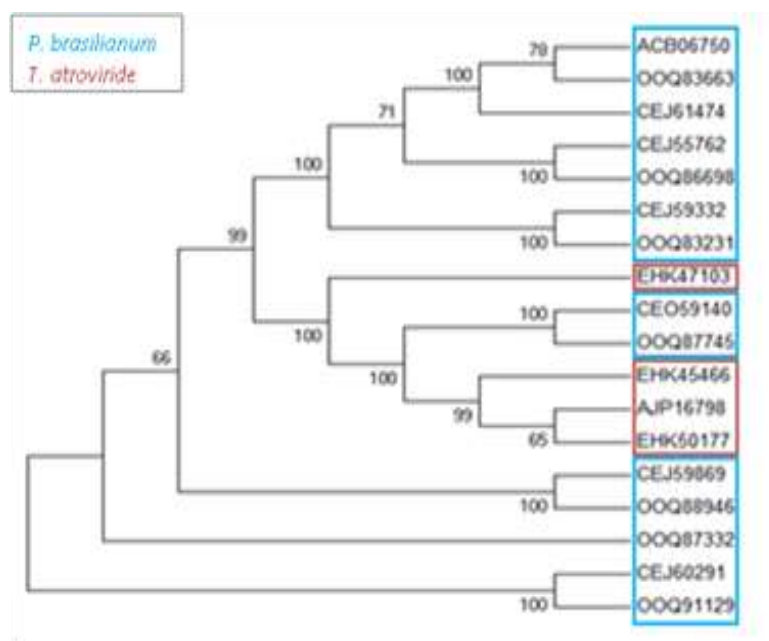 P. brasilianum
T. atroviride
78
ACB06750
OOQ83663
100
CEJ61474
71
CEJ55762
100
OOQ86698
100
CEJ59332
100
OOQ83231
99
EHK47103
100
CEO59140
100
OOQ87745
66
100
EHK45466
99
AJP16798
65
EHK50177
CEJ59869
100
OOQ88946
OOQ87332
CEJ60291
100
OOQ91129